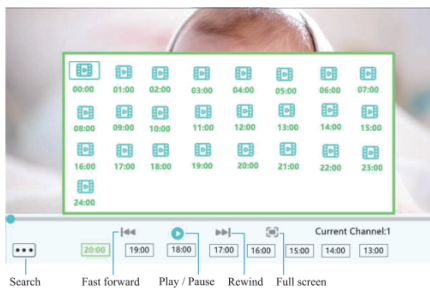 00:00 01:00 02:00 03:00 04:00 05:00 06:00 07:00
08:00 09:00 10:00 11:00 12:00 13:00 14:00 15:00
16:00 17:00 18:00 19:00 20:00 21:00 22:00 23:00
24:00
Current Channel:1
20:00 19:00 18:00 17:00 16:00 15:00 14:00 13:00
Search Fast forward Play / Pause Rewind Full screen